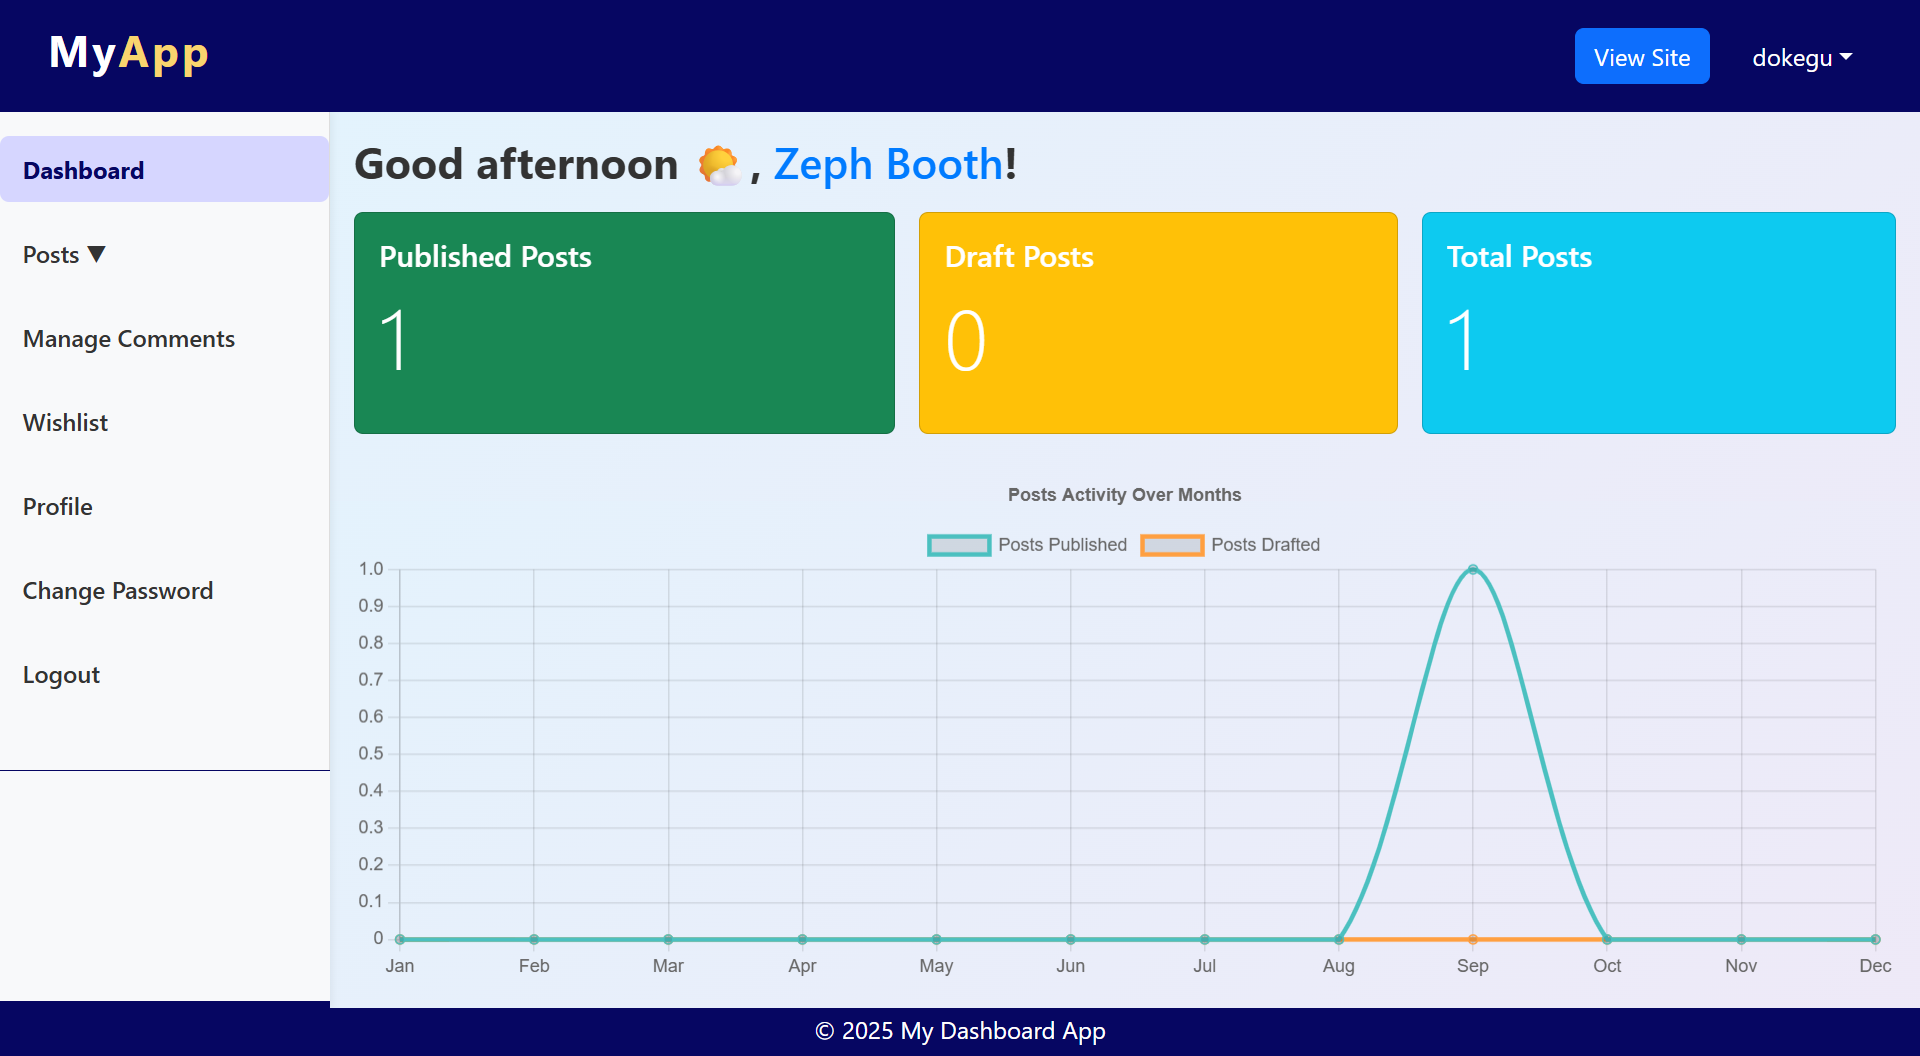 MyApp
View Site
dokegu
Dashboard
Posts ▼
Manage Comments
Wishlist
Profile
Change Password
Logout
Good afternoon 🌤️, Zeph Booth!
Published Posts
1
Draft Posts
0
Total Posts
1
Posts Activity Over Months
Posts Published
Posts Drafted
1.0
0.9
0.8
0.7
0.6
0.5
0.4
0.3
0.2
0.1
0
Jan Feb Mar Apr May Jun Jul Aug Sep Oct Nov Dec
© 2025 My Dashboard App